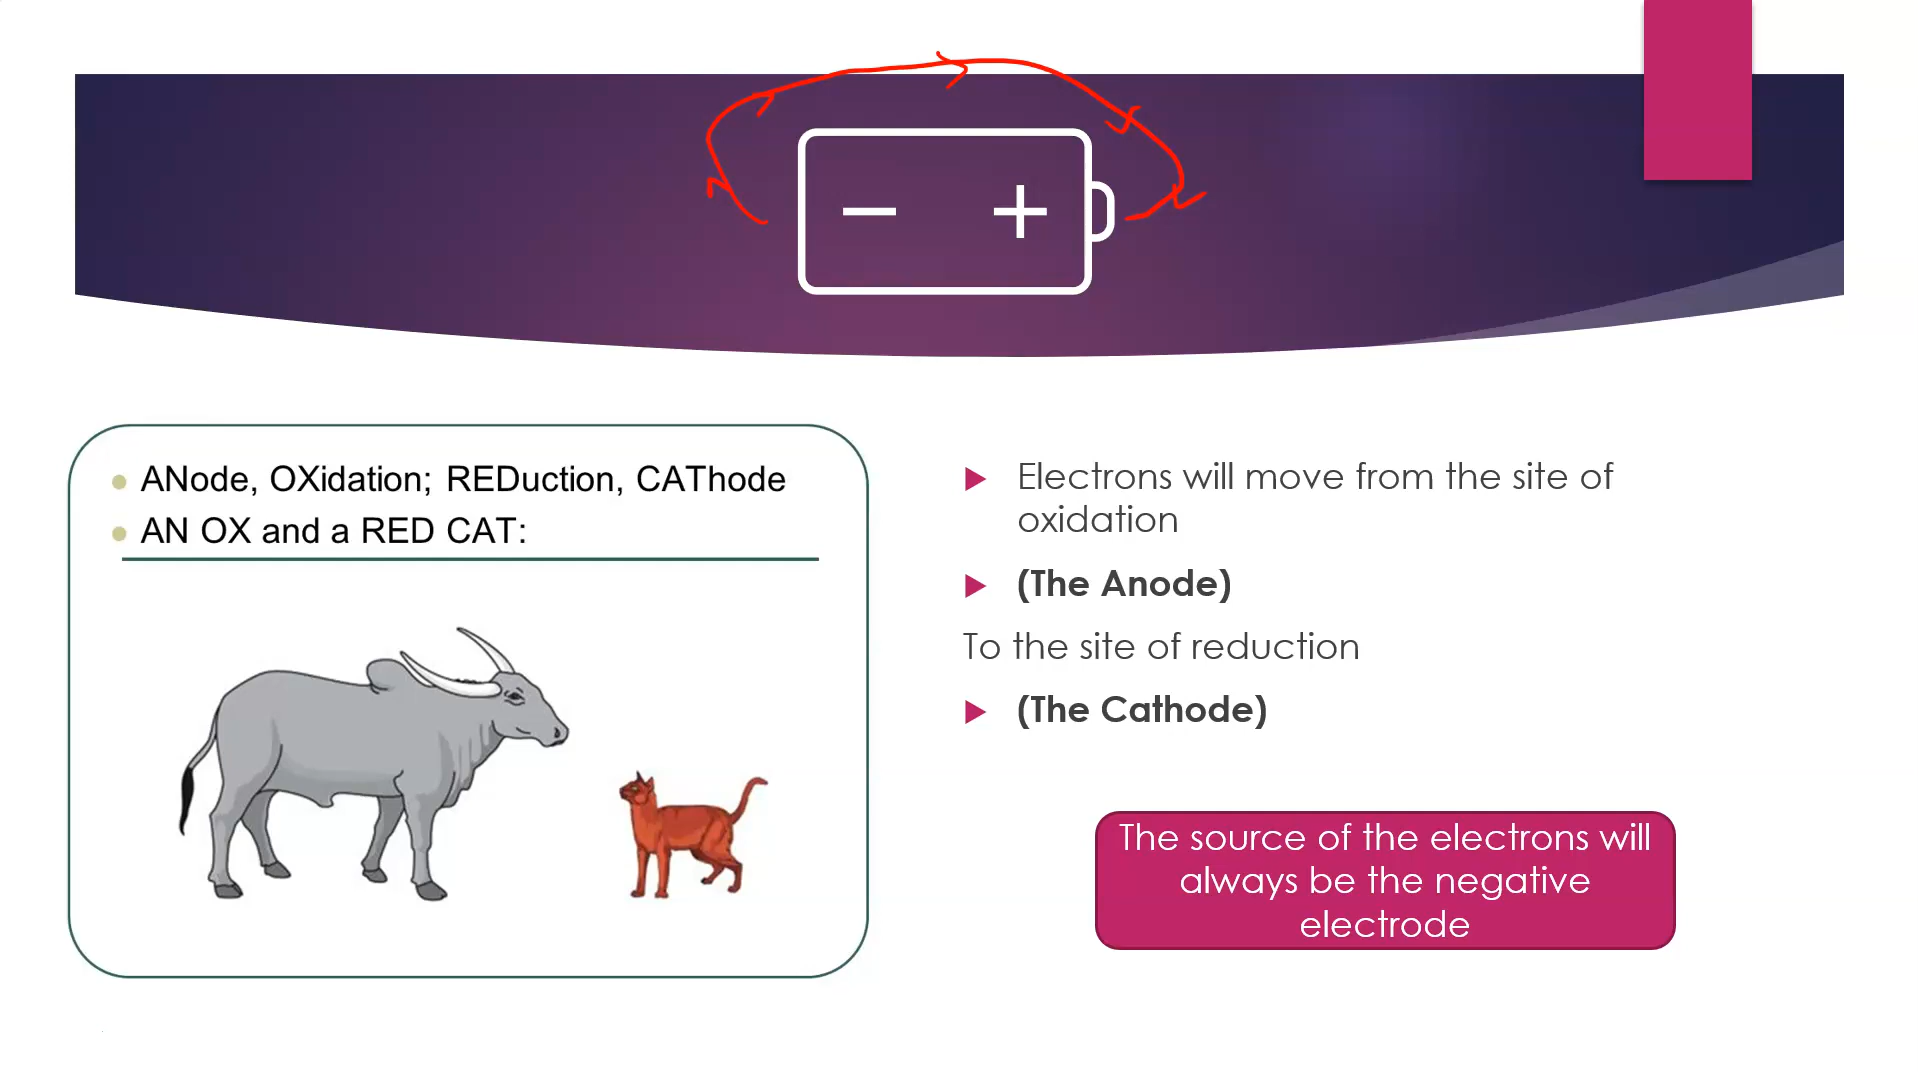 − +
ANode, OXidation; REDuction, CAThode
AN OX and a RED CAT:
Electrons will move from the site of
oxidation
(The Anode)
To the site of reduction
(The Cathode)
The source of the electrons will
always be the negative
electrode